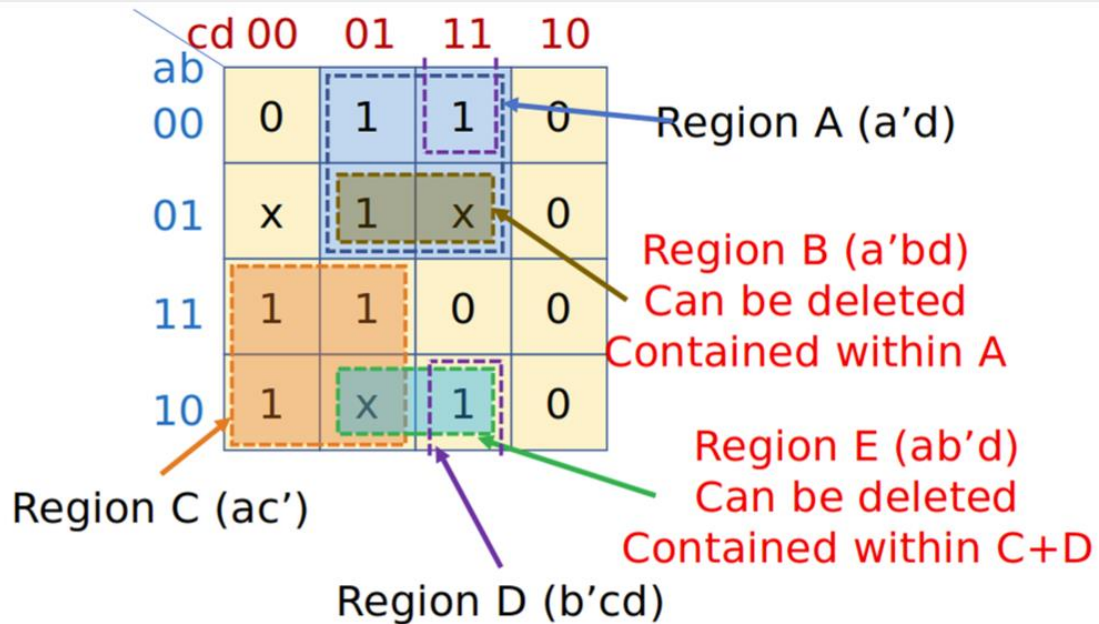 cd 00 01 11 10
ab
00 0 1 1 0
Region A (a’d)
01 x 1 x 0
Region B (a’bd)
Can be deleted
Contained within A
11 1 1 0 0
10 1 x 1 0
Region E (ab’d)
Can be deleted
Contained within C+D
Region C (ac’)
Region D (b’cd)